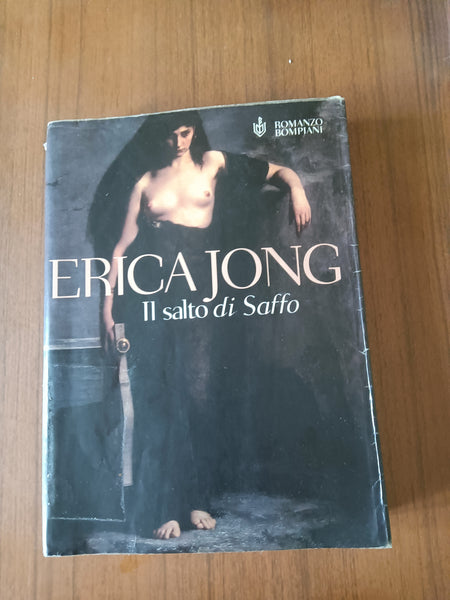 ROMANZO
BOMPIANI
ERICA JONG
Il salto di Saffo